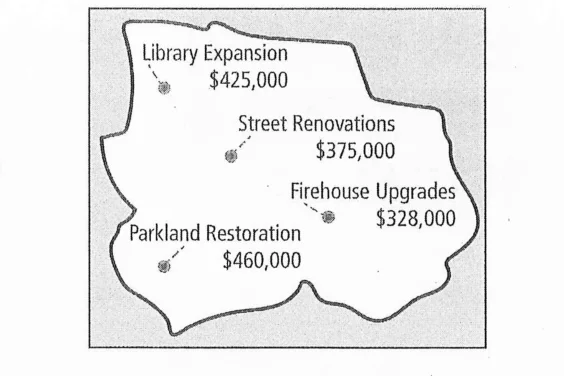 Library Expansion
$425,000
Street Renovations
$375,000
Firehouse Upgrades
$328,000
Parkland Restoration
$460,000